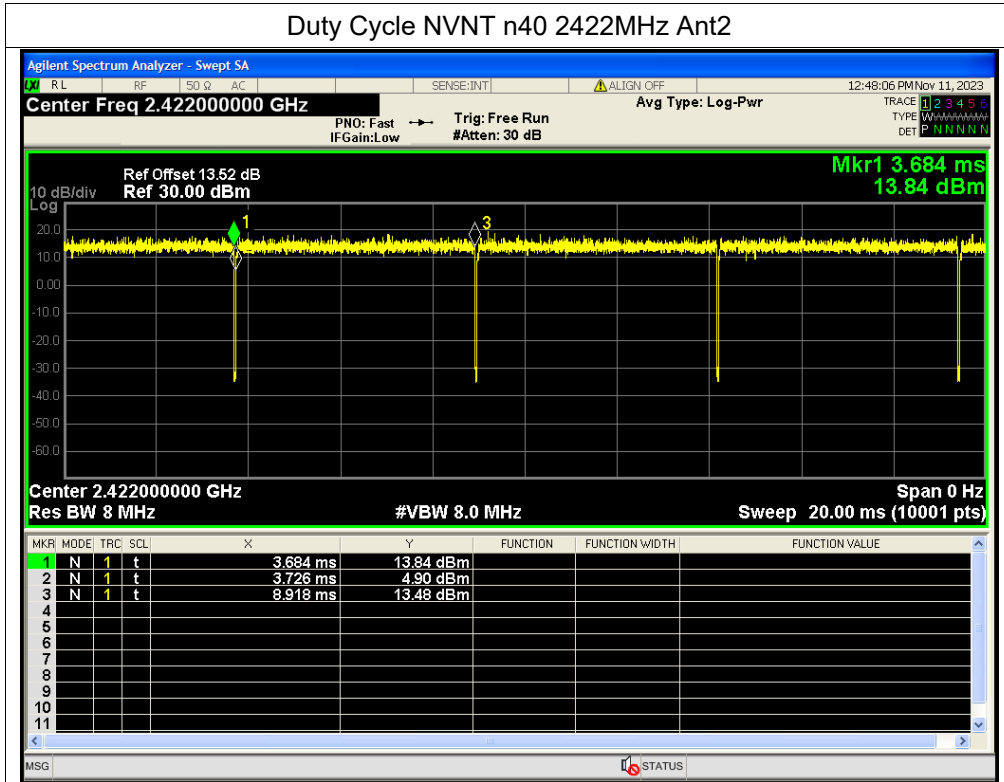 Duty Cycle NVNT n40 2422MHz Ant2
Agilent Spectrum Analyzer - Swept SA
LXI RL RF 50 Ω AC SENSE:INT ALIGN OFF 12:48:06 PM Nov 11, 2023
Center Freq 2.422000000 GHz Avg Type: Log-Pwr TRACE 1 2 3 4 5 6
PNO: Fast Trig: Free Run TYPE WWWWWW
IFGain:Low #Atten: 30 dB DET P N N N N N
Mkr1 3.684 ms
Ref Offset 13.52 dB
10 dB/div Ref 30.00 dBm 13.84 dBm
Log
20.0
10.0
0.00
-10.0
-20.0
-30.0
-40.0
-50.0
-60.0
1
3
Center 2.422000000 GHz Span 0 Hz
Res BW 8 MHz #VBW 8.0 MHz Sweep 20.00 ms (10001 pts)
MKR MODE TRC SCL X Y FUNCTION FUNCTION WIDTH FUNCTION VALUE
1 N 1 t 3.684 ms 13.84 dBm
2 N 1 t 3.726 ms 4.90 dBm
3 N 1 t 8.918 ms 13.48 dBm
4
5
6
7
8
9
10
11
MSG STATUS